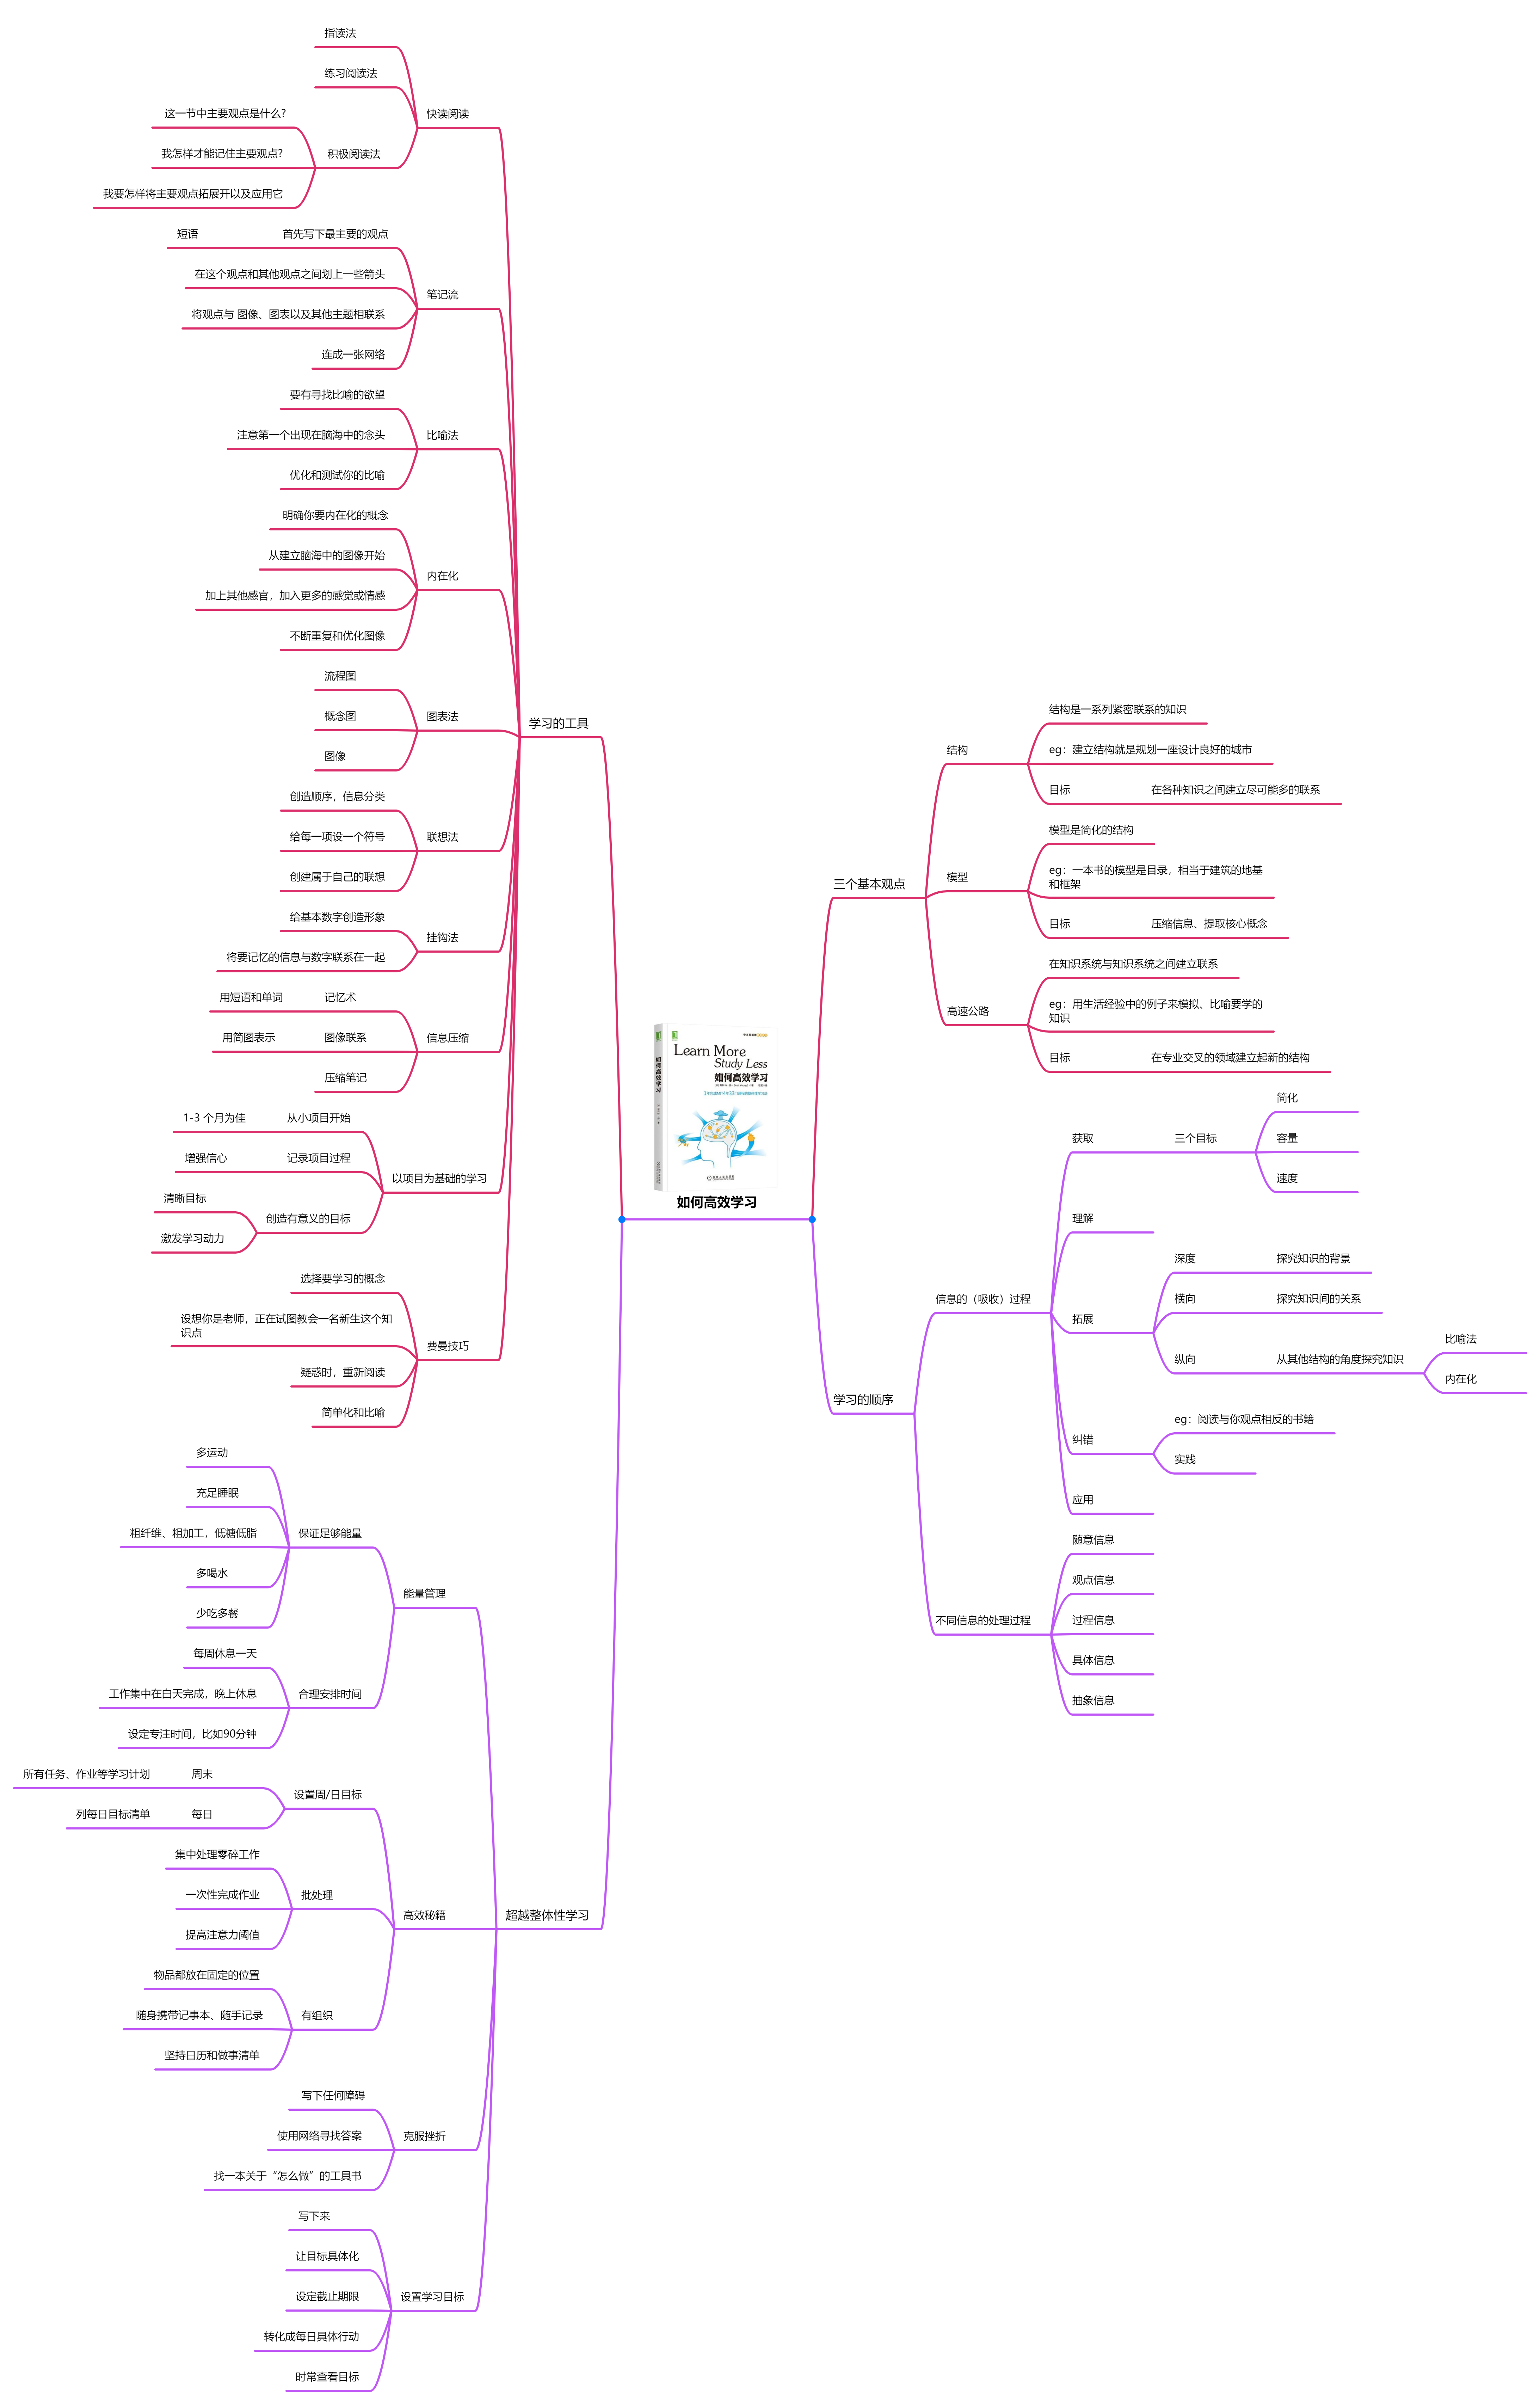 如何高效学习
Learn More
Study Less
如何高效学习
如何高效学习
三个基本观点
结构
结构是一系列紧密联系的知识
eg：建立结构就是规划一座设计良好的城市
目标
在各种知识之间建立尽可能多的联系
模型
模型是简化的结构
eg：一本书的模型是目录，相当于建筑的地基
和框架
目标
压缩信息、提取核心概念
高速公路
在知识系统与知识系统之间建立联系
eg：用生活经验中的例子来模拟、比喻要学的
知识
目标
在专业交叉的领域建立起新的结构
学习的顺序
信息的（吸收）过程
获取
三个目标
简化
容量
速度
理解
拓展
深度
探究知识的背景
横向
探究知识间的关系
纵向
从其他结构的角度探究知识
比喻法
内在化
纠错
eg：阅读与你观点相反的书籍
实践
应用
不同信息的处理过程
随意信息
观点信息
过程信息
具体信息
抽象信息
学习的工具
快读阅读
指读法
练习阅读法
积极阅读法
这一节中主要观点是什么?
我怎样才能记住主要观点?
我要怎样将主要观点拓展开以及应用它
笔记流
首先写下最主要的观点
短语
在这个观点和其他观点之间划上一些箭头
将观点与 图像、图表以及其他主题相联系
连成一张网络
比喻法
要有寻找比喻的欲望
注意第一个出现在脑海中的念头
优化和测试你的比喻
内在化
明确你要内在化的概念
从建立脑海中的图像开始
加上其他感官，加入更多的感觉或情感
不断重复和优化图像
图表法
流程图
概念图
图像
联想法
创造顺序，信息分类
给每一项设一个符号
创建属于自己的联想
挂钩法
给基本数字创造形象
将要记忆的信息与数字联系在一起
信息压缩
记忆术
用短语和单词
图像联系
用简图表示
压缩笔记
以项目为基础的学习
从小项目开始
1-3 个月为佳
记录项目过程
增强信心
创造有意义的目标
清晰目标
激发学习动力
费曼技巧
选择要学习的概念
设想你是老师，正在试图教会一名新生这个知
识点
疑惑时，重新阅读
简单化和比喻
超越整体性学习
能量管理
保证足够能量
多运动
充足睡眠
粗纤维、粗加工，低糖低脂
多喝水
少吃多餐
合理安排时间
每周休息一天
工作集中在白天完成，晚上休息
设定专注时间，比如90分钟
高效秘籍
设置周/日目标
周末
所有任务、作业等学习计划
每日
列每日目标清单
批处理
集中处理零碎工作
一次性完成作业
提高注意力阈值
有组织
物品都放在固定的位置
随身携带记事本、随手记录
坚持日历和做事清单
克服挫折
写下任何障碍
使用网络寻找答案
找一本关于“怎么做”的工具书
设置学习目标
写下来
让目标具体化
设定截止期限
转化成每日具体行动
时常查看目标